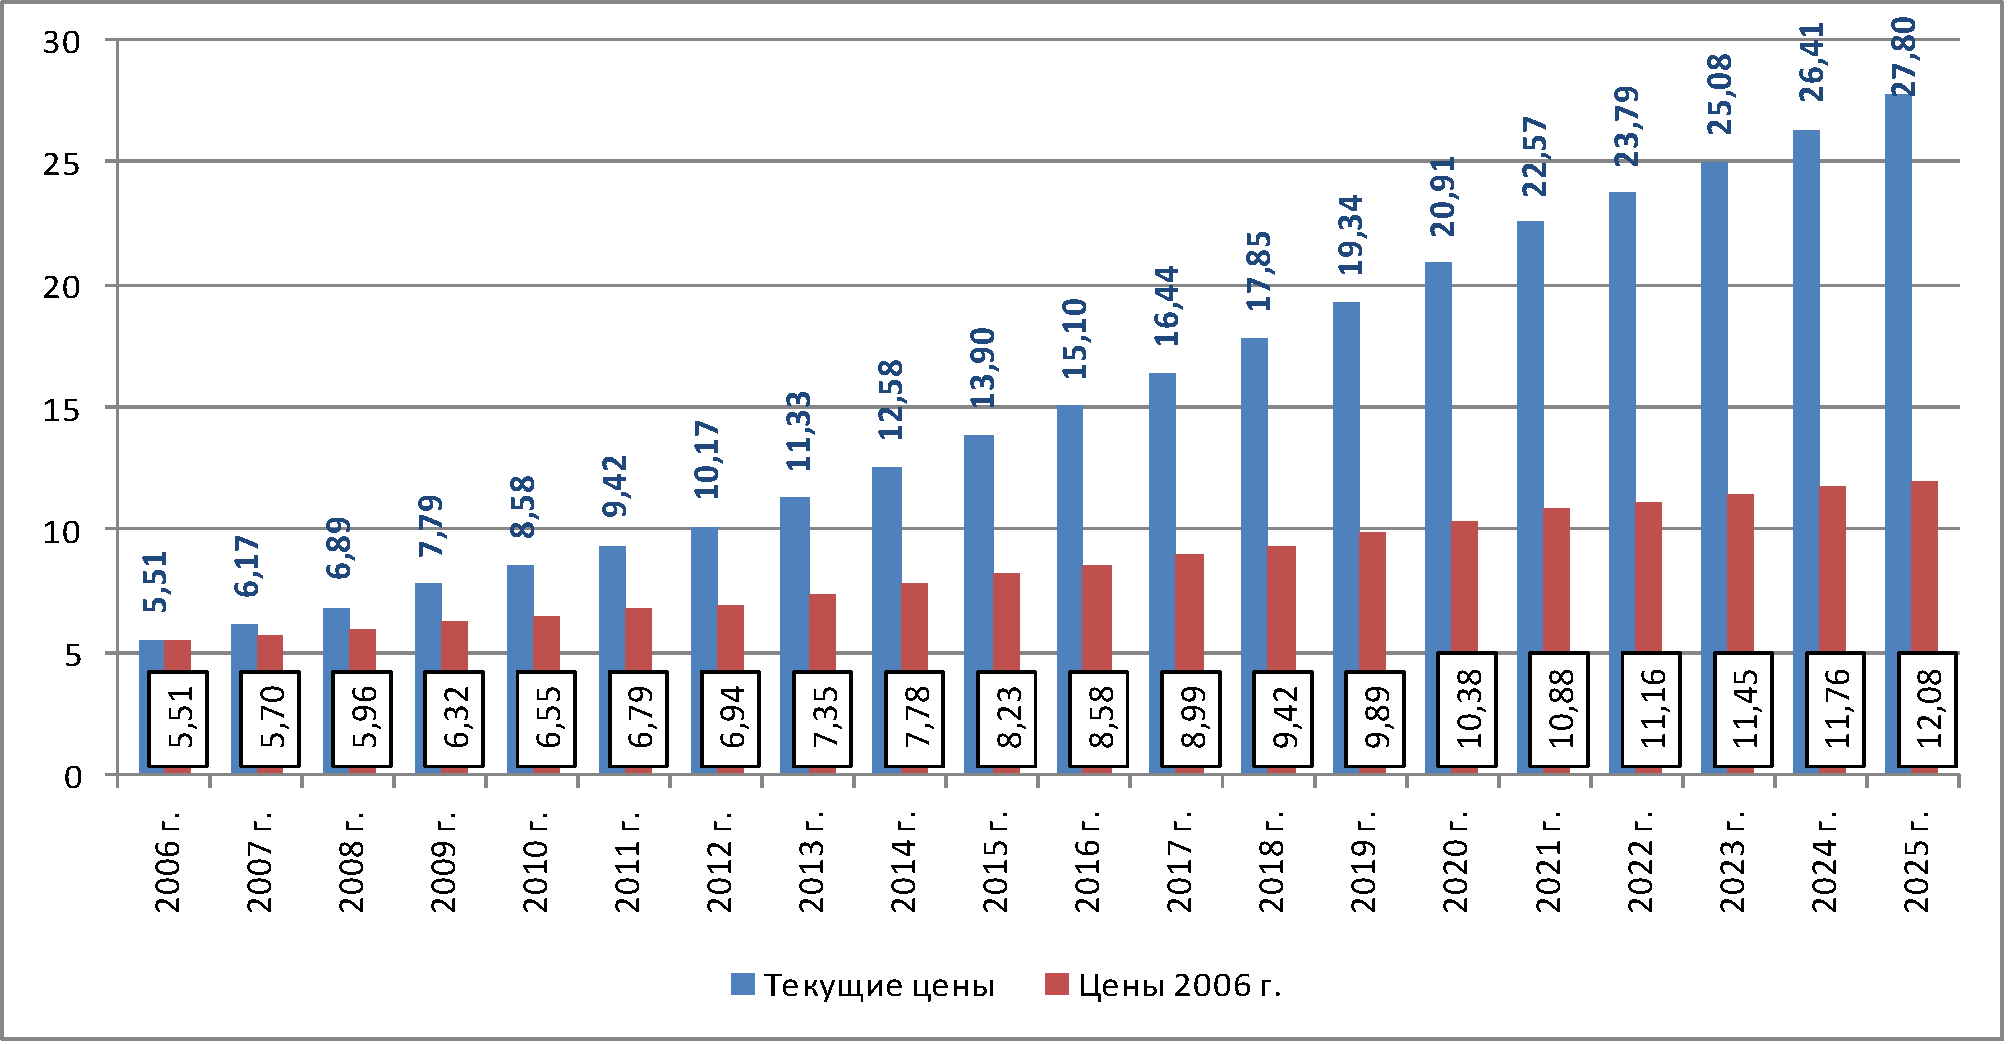 30
25
20
15
10
5
0
5,51
6,17
6,89
7,79
8,58
9,42
10,17
11,33
12,58
13,90
15,10
16,44
17,85
19,34
20,91
22,57
23,79
25,08
26,41
27,80
5,51
5,70
5,96
6,32
6,55
6,79
6,94
7,35
7,78
8,23
8,58
8,99
9,42
9,89
10,38
10,88
11,16
11,45
11,76
12,08
2006 г.
2007 г.
2008 г.
2009 г.
2010 г.
2011 г.
2012 г.
2013 г.
2014 г.
2015 г.
2016 г.
2017 г.
2018 г.
2019 г.
2020 г.
2021 г.
2022 г.
2023 г.
2024 г.
2025 г.
Текущие цены
Цены 2006 г.